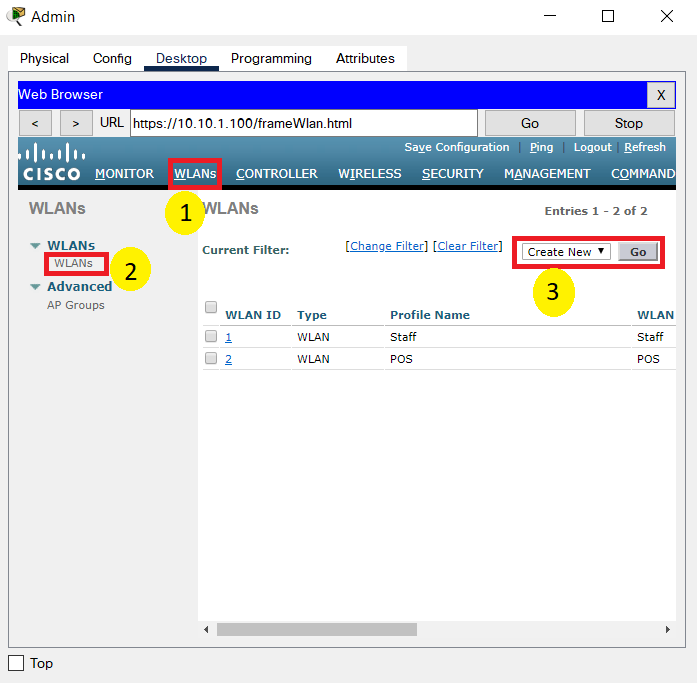 Admin
Physical Config Desktop Programming Attributes
Web Browser X
< > URL https://10.10.1.100/frameWlan.html Go Stop
Save Configuration | Ping | Logout | Refresh
CISCO MONITOR WLANs CONTROLLER WIRELESS SECURITY MANAGEMENT COMMAND
WLANs
WLANs
WLANs
Advanced
AP Groups
1
2
WLANs
Entries 1 - 2 of 2
Current Filter: [Change Filter] [Clear Filter] Create New Go
3
WLAN ID Type Profile Name WLAN
1 WLAN Staff Staff
2 WLAN POS POS
Top